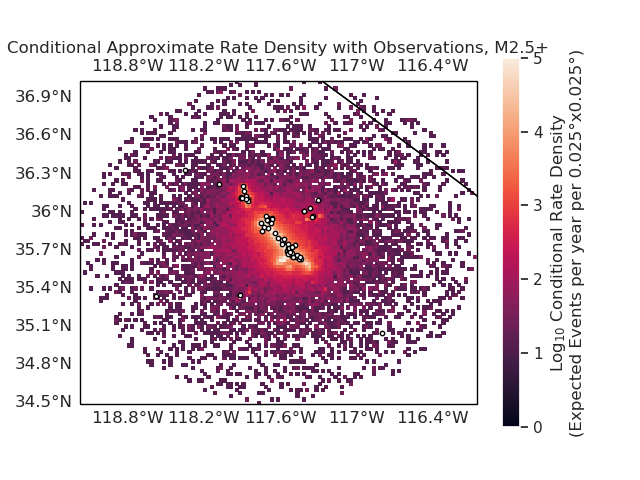 Conditional Approximate Rate Density with Observations, M2.5+
118.8°W 118.2°W 117.6°W 117°W 116.4°W
36.9°N
36.6°N
36.3°N
36°N
35.7°N
35.4°N
35.1°N
34.8°N
34.5°N
118.8°W 118.2°W 117.6°W 117°W 116.4°W
5
4
3
2
1
0
Log₁₀ Conditional Rate Density
(Expected Events per year per 0.025°x0.025°)